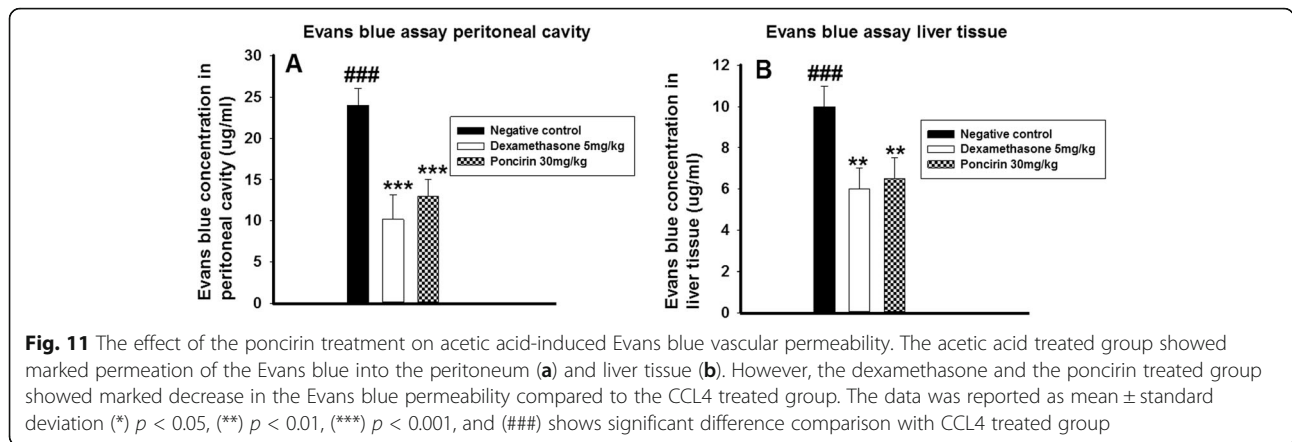 Evans blue assay peritoneal cavity
A
Evans blue concentration in
peritoneal cavity (ug/ml)
30
25
20
15
10
5
0
###
***
***
Negative control
Dexamethasone 5mg/kg
Poncirin 30mg/kg
Evans blue assay liver tissue
B
Evans blue concentration in
liver tissue (ug/ml)
12
10
8
6
4
2
0
###
**
**
Negative control
Dexamethasone 5mg/kg
Poncirin 30mg/kg
Fig. 11 The effect of the poncirin treatment on acetic acid-induced Evans blue vascular permeability. The acetic acid treated group showed
marked permeation of the Evans blue into the peritoneum (a) and liver tissue (b). However, the dexamethasone and the poncirin treated group
showed marked decrease in the Evans blue permeability compared to the CCL4 treated group. The data was reported as mean ± standard
deviation (*) p < 0.05, (**) p < 0.01, (***) p < 0.001, and (###) shows significant difference comparison with CCL4 treated group